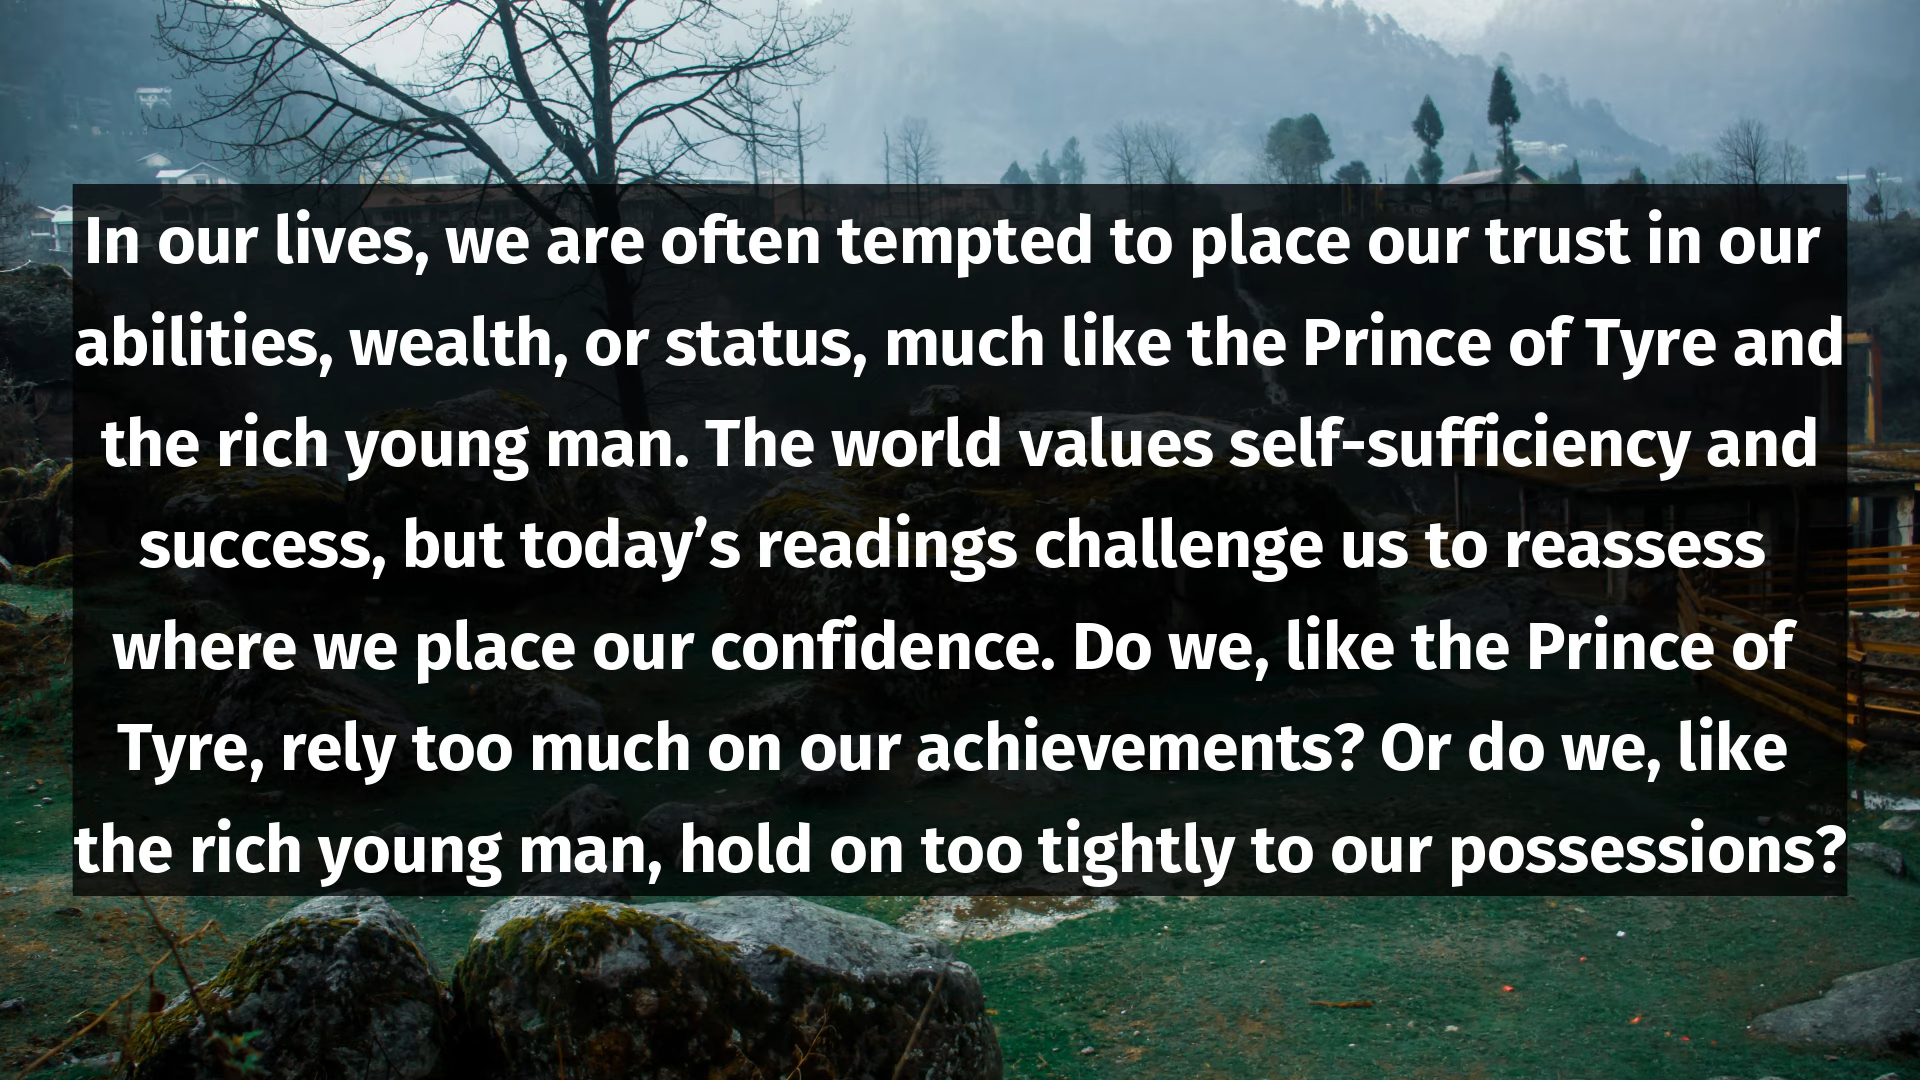 In our lives, we are often tempted to place our trust in our
abilities, wealth, or status, much like the Prince of Tyre and
the rich young man. The world values self-sufficiency and
success, but today’s readings challenge us to reassess
where we place our confidence. Do we, like the Prince of
Tyre, rely too much on our achievements? Or do we, like
the rich young man, hold on too tightly to our possessions?